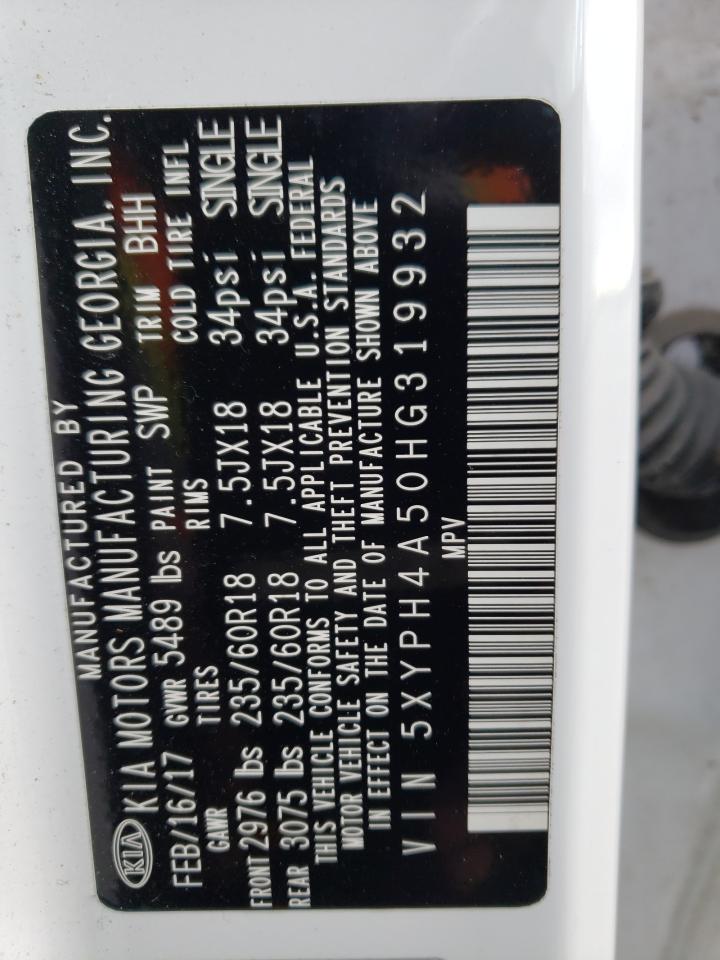 MANUFACTURED BY
KIA KIA MOTORS MANUFACTURING GEORGIA, INC.
FEB/16/17 GVWR 5489 lbs PAINT SWP TRIM BHH
GAWR TIRES RIMS COLD TIRE INFL
FRONT 2976 lbs 235/60R18 7.5JX18 34psi SINGLE
REAR 3075 lbs 235/60R18 7.5JX18 34psi SINGLE
THIS VEHICLE CONFORMS TO ALL APPLICABLE U.S.A. FEDERAL
MOTOR VEHICLE SAFETY AND THEFT PREVENTION STANDARDS
IN EFFECT ON THE DATE OF MANUFACTURE SHOWN ABOVE
VIN 5XYPH4A50HG319932
MPV